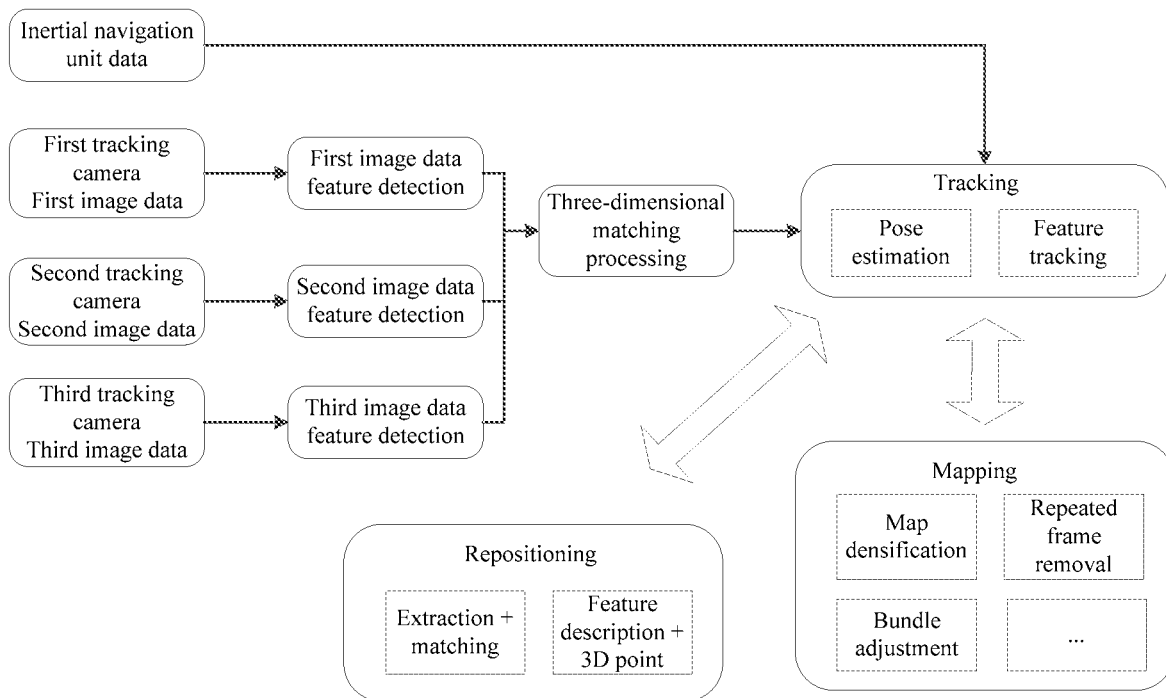 Inertial navigation
unit data
First tracking
camera
First image data
First image data
feature detection
Second tracking
camera
Second image data
Second image data
feature detection
Third tracking
camera
Third image data
Third image data
feature detection
Three-dimensional
matching
processing
Tracking
Pose
estimation
Feature
tracking
Repositioning
Extraction +
matching
Feature
description +
3D point
Mapping
Map
densification
Repeated
frame
removal
Bundle
adjustment
...